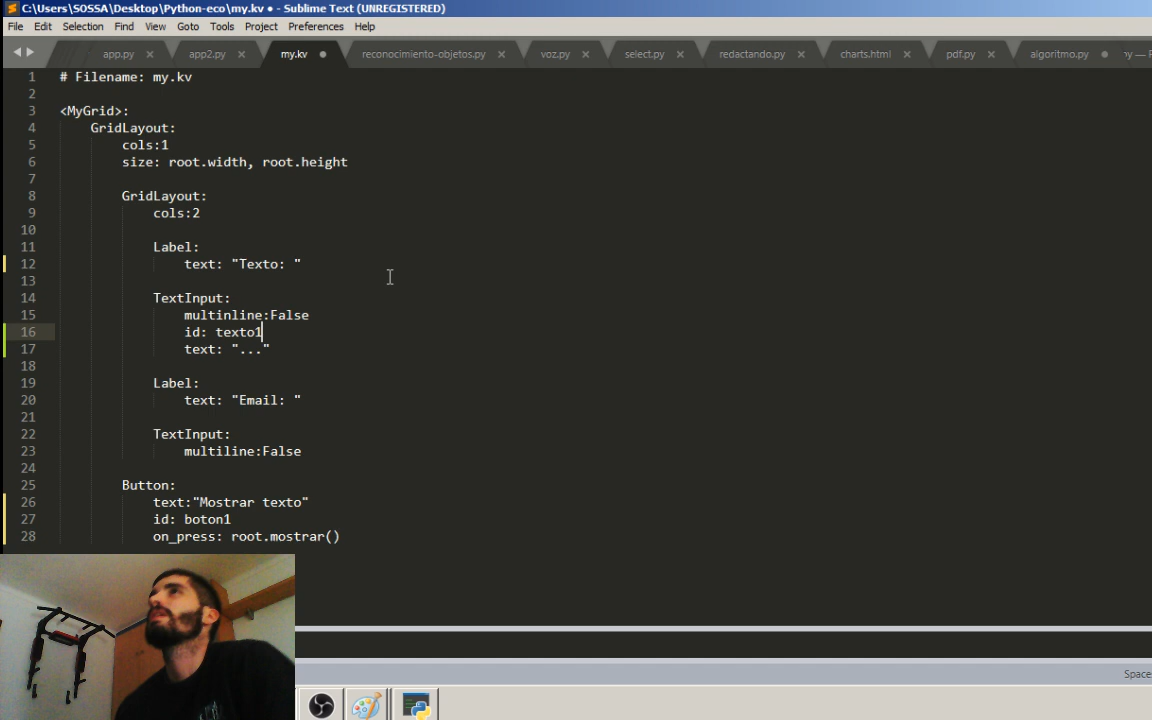 C:\Users\SOSSA\Desktop\Python-eco\my.kv • - Sublime Text (UNREGISTERED)
File Edit Selection Find View Goto Tools Project Preferences Help
app.py app2.py my.kv reconocimiento-objetos.py voz.py select.py redactando.py charts.html pdf.py algoritmo.py
1 # Filename: my.kv
2
3 <MyGrid>:
4 GridLayout:
5 cols:1
6 size: root.width, root.height
7
8 GridLayout:
9 cols:2
10
11 Label:
12 text: "Texto: "
13
14 TextInput:
15 multinline:False
16 id: texto1
17 text: "..."
18
19 Label:
20 text: "Email: "
21
22 TextInput:
23 multiline:False
24
25 Button:
26 text:"Mostrar texto"
27 id: boton1
28 on_press: root.mostrar()